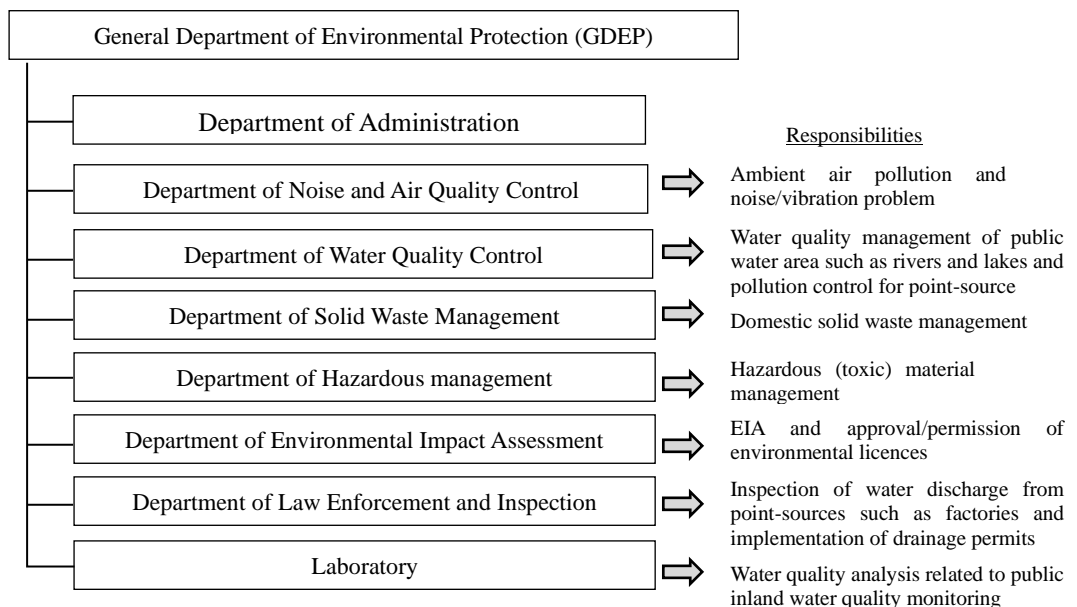 General Department of Environmental Protection (GDEP)
Department of Administration
Responsibilities
Department of Noise and Air Quality Control
Ambient air pollution and
noise/vibration problem
Department of Water Quality Control
Water quality management of public
water area such as rivers and lakes and
pollution control for point-source
Department of Solid Waste Management
Domestic solid waste management
Department of Hazardous management
Hazardous (toxic) material
management
Department of Environmental Impact Assessment
EIA and approval/permission of
environmental licences
Department of Law Enforcement and Inspection
Inspection of water discharge from
point-sources such as factories and
implementation of drainage permits
Laboratory
Water quality analysis related to public
inland water quality monitoring